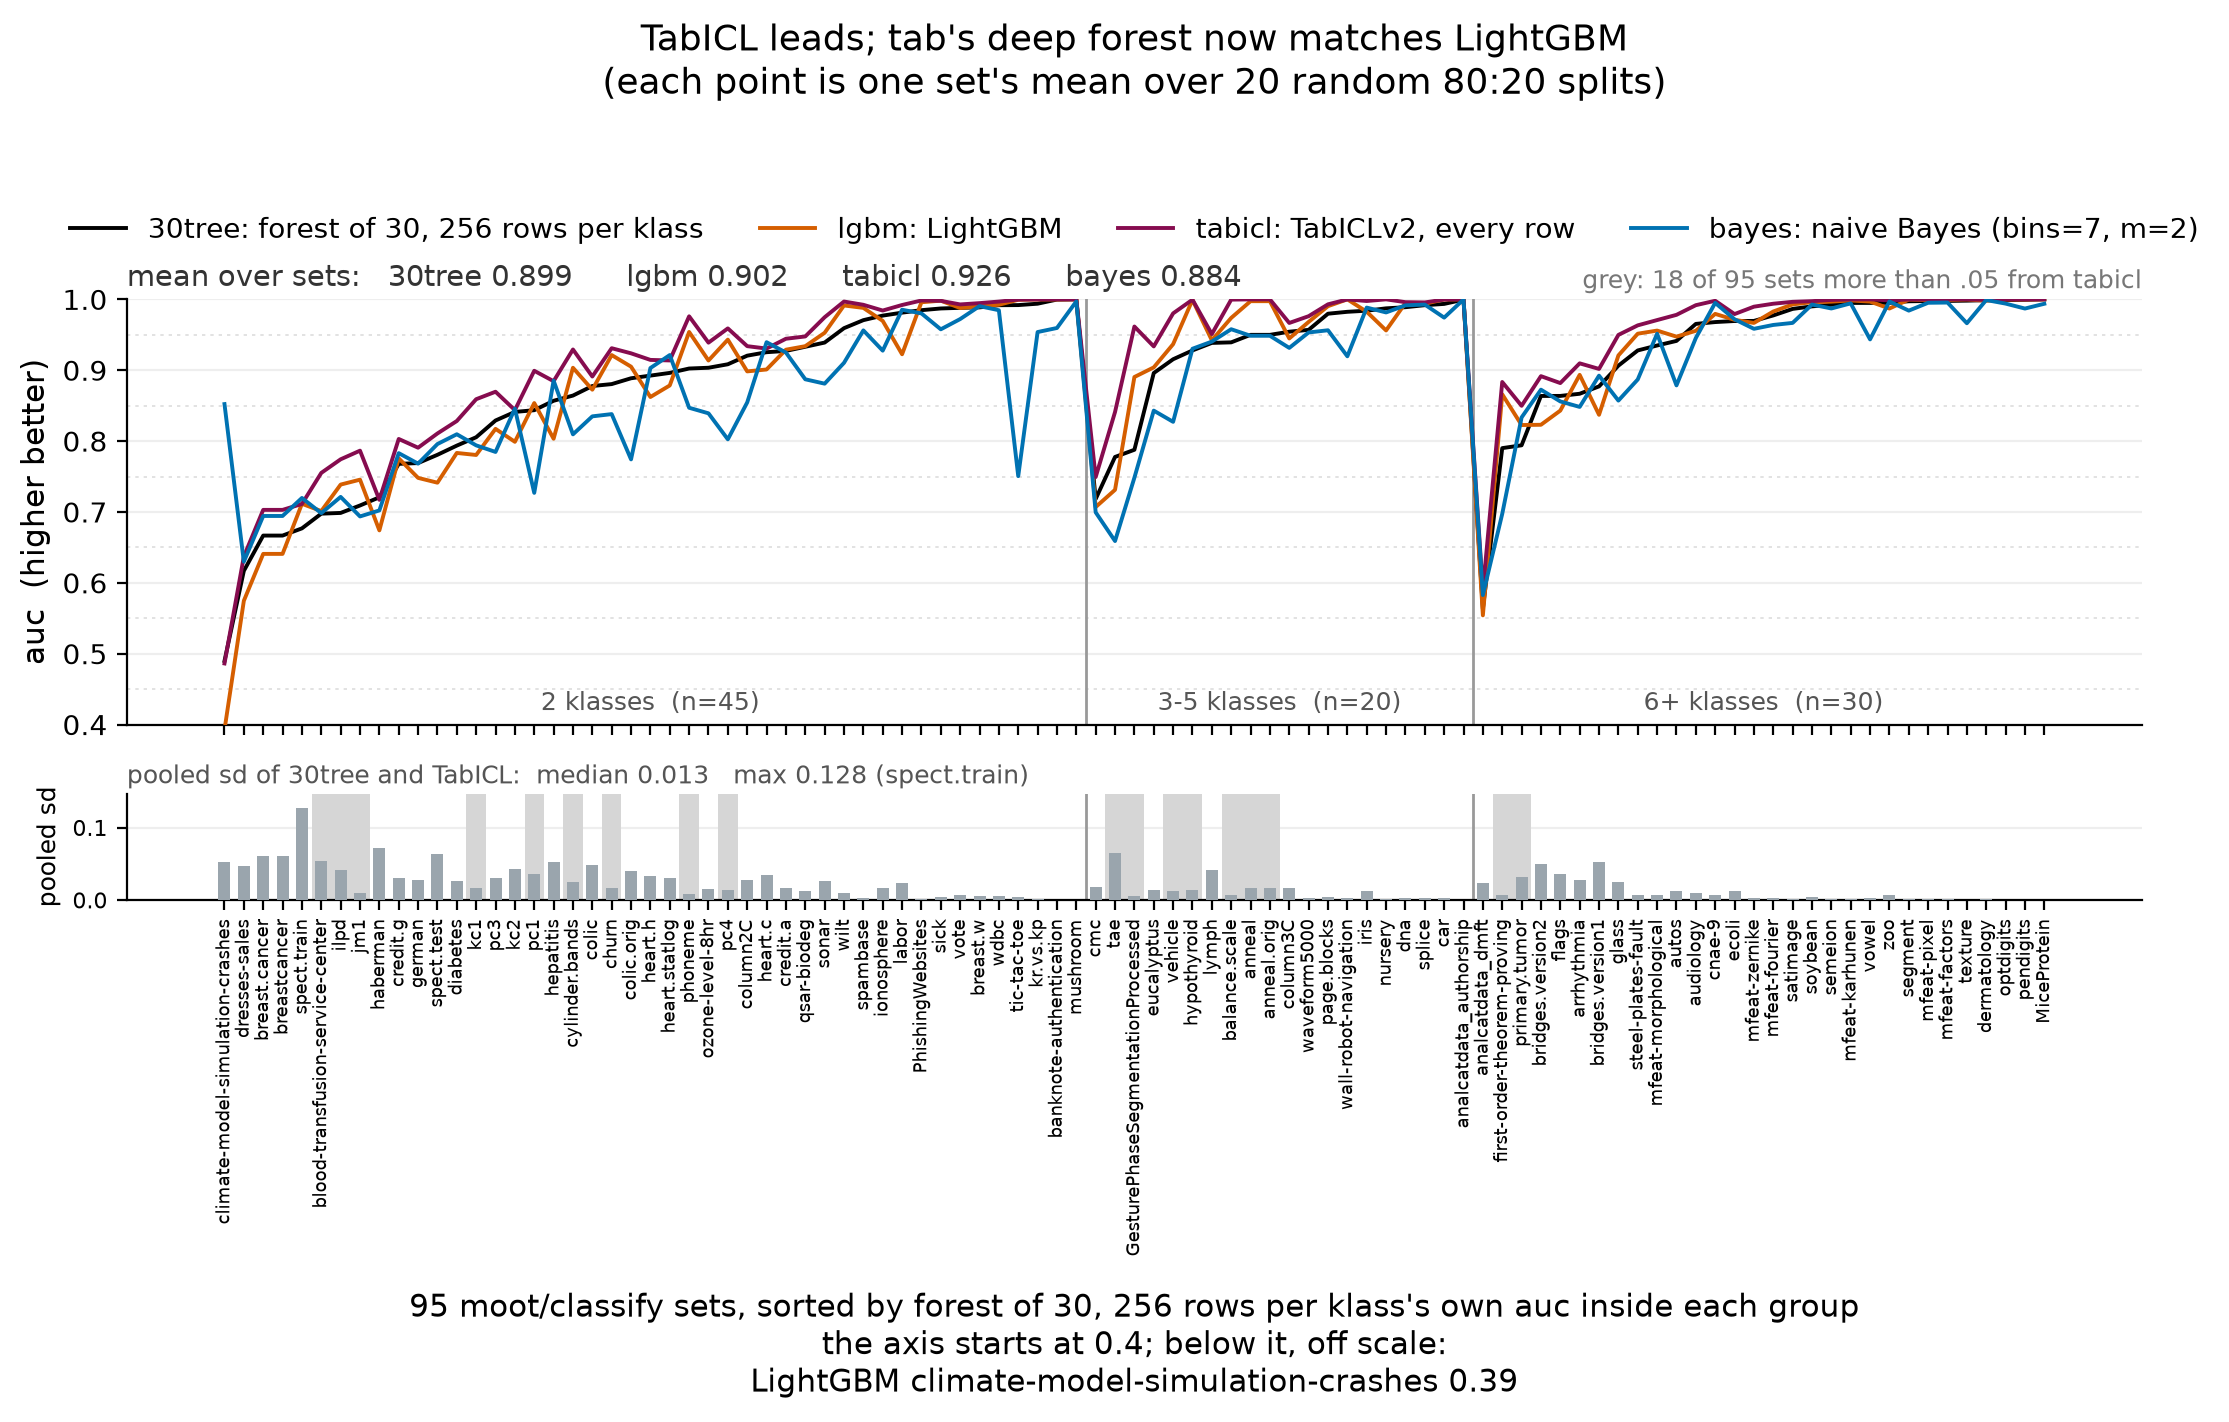 TabICL leads; tab's deep forest now matches LightGBM
(each point is one set's mean over 20 random 80:20 splits)
30tree: forest of 30, 256 rows per klass
lgbm: LightGBM
tabicl: TabICLv2, every row
bayes: naive Bayes (bins=7, m=2)
mean over sets: 30tree 0.899 lgbm 0.902 tabicl 0.926 bayes 0.884
grey: 18 of 95 sets more than .05 from tabicl
auc (higher better)
1.0
0.9
0.8
0.7
0.6
0.5
0.4
2 klasses (n=45)
3-5 klasses (n=20)
6+ klasses (n=30)
pooled sd of 30tree and TabICL: median 0.013 max 0.128 (spect.train)
pooled sd
0.1
0.0
climate-model-simulation-crashes
dresses-sales
breast.cancer
breastcancer
spect.train
blood-transfusion-service-center
ilpd
jm1
haberman
credit.g
german
spect.test
diabetes
kc1
pc3
kc2
pc1
hepatitis
cylinder.bands
colic
churn
colic.orig
heart.h
heart.statlog
phoneme
ozone-level-8hr
pc4
column2C
heart.c
credit.a
qsar-biodeg
sonar
wilt
spambase
ionosphere
labor
PhishingWebsites
sick
vote
breast.w
wdbc
tic-tac-toe
kr.vs.kp
banknote-authentication
mushroom
cmc
tae
GesturePhaseSegmentationProcessed
eucalyptus
vehicle
hypothyroid
lymph
balance.scale
anneal
anneal.orig
column3C
waveform5000
page.blocks
wall-robot-navigation
iris
nursery
dna
splice
car
analcatdata_authorship
analcatdata_dmft
first-order-theorem-proving
primary.tumor
bridges.version2
flags
arrhythmia
bridges.version1
glass
steel-plates-fault
mfeat-morphological
autos
audiology
cnae-9
ecoli
mfeat-zernike
mfeat-fourier
satimage
soybean
semeion
mfeat-karhunen
vowel
zoo
segment
mfeat-pixel
mfeat-factors
texture
dermatology
optdigits
pendigits
MiceProtein
95 moot/classify sets, sorted by forest of 30, 256 rows per klass's own auc inside each group
the axis starts at 0.4; below it, off scale:
LightGBM climate-model-simulation-crashes 0.39